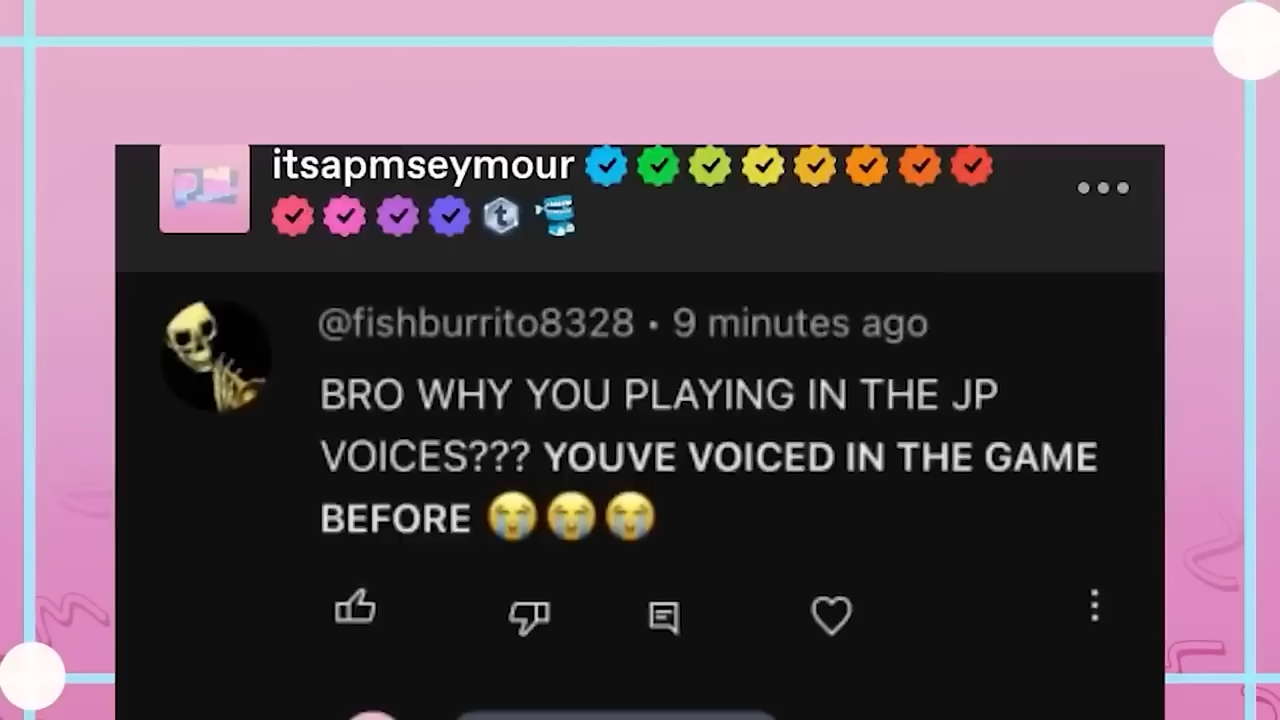 itsapmseymour
@fishburrito8328 • 9 minutes ago
BRO WHY YOU PLAYING IN THE JP
VOICES??? YOUVE VOICED IN THE GAME
BEFORE 😭😭😭